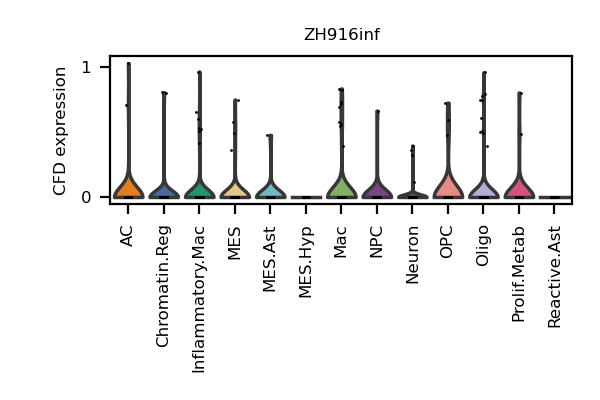 ZH916inf
CFD expression
1
0
AC
Chromatin.Reg
Inflammatory.Mac
MES
MES.Ast
MES.Hyp
Mac
NPC
Neuron
OPC
Oligo
Prolif.Metab
Reactive.Ast